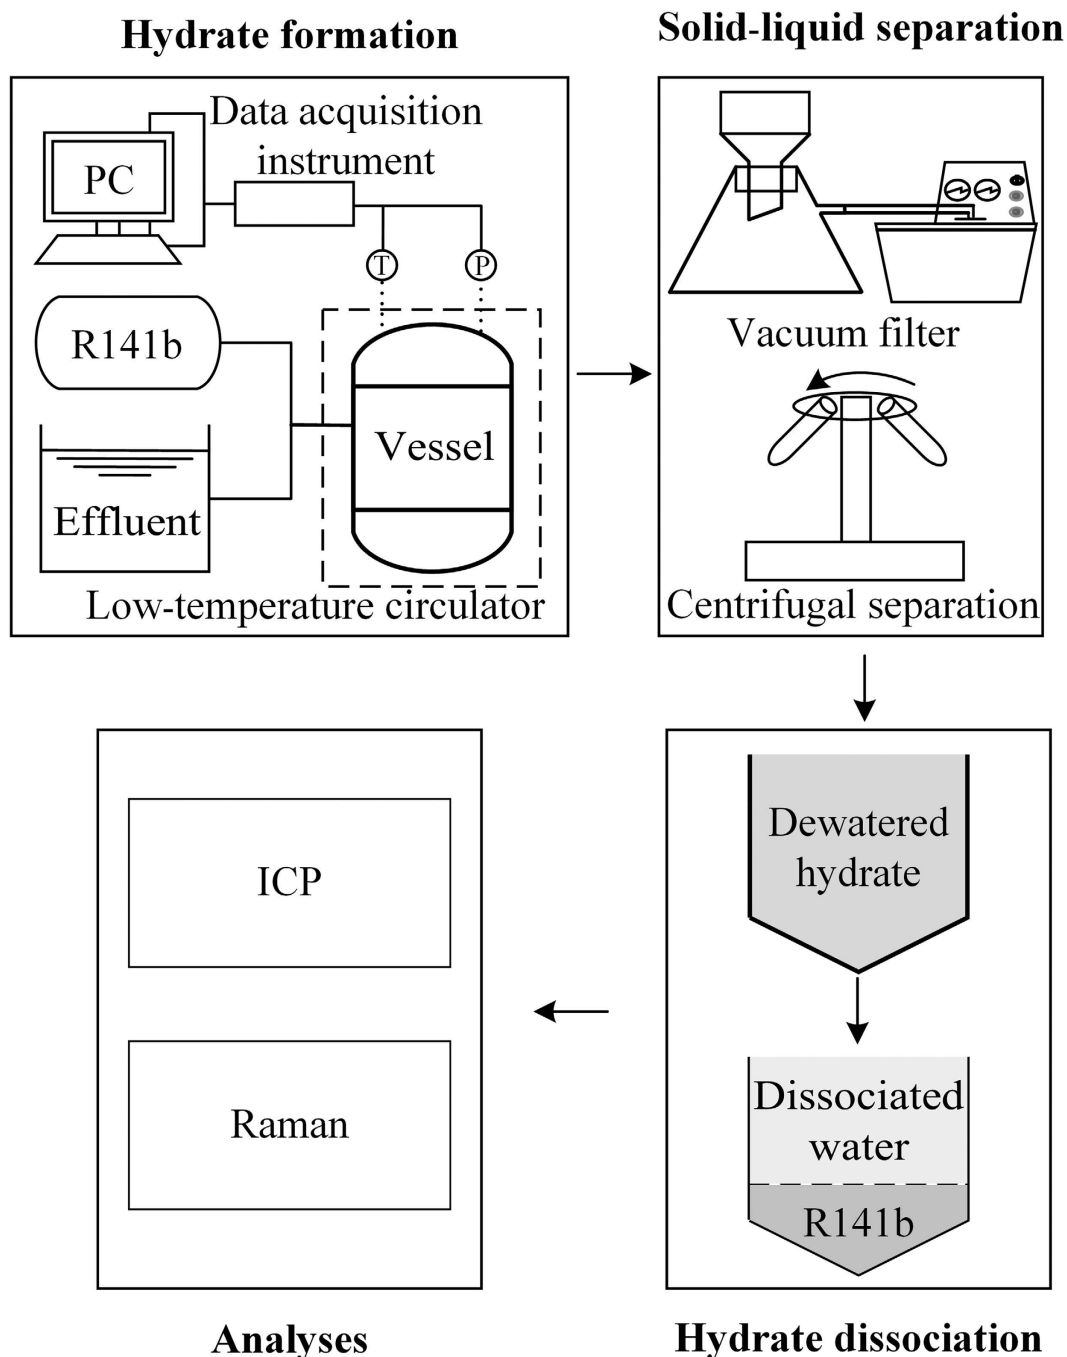 Hydrate formation
Solid-liquid separation
Data acquisition
instrument
PC
T
P
R141b
Vessel
Effluent
Low-temperature circulator
Vacuum filter
Centrifugal separation
Dewatered
hydrate
Dissociated
water
R141b
Hydrate dissociation
ICP
Raman
Analyses